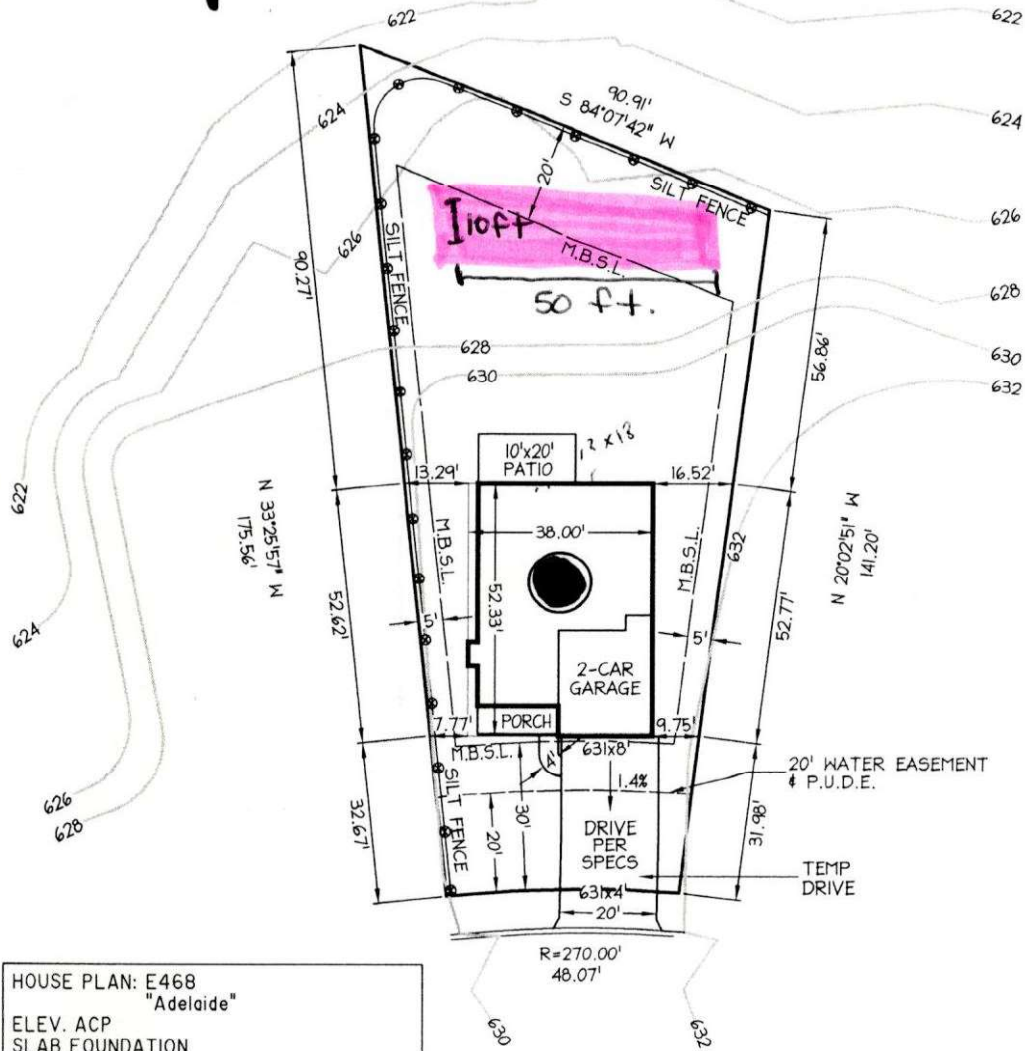 622
622
90.91'
S 84°07'42" W
624
624
20'
SILT FENCE
626
626
I10ft
M.B.S.L.
SILT FENCE
90.27'
50 ft.
628
628
630
630
56.86'
632
12 x 18
10'x20'
PATIO
13.29'
16.52'
622
N 33°25'57" W
175.56'
N 20°02'51" W
141.20'
M.B.S.L.
38.00'
M.B.S.L.
632
52.62'
52.33'
52.77'
5'
5'
624
2-CAR
GARAGE
7.77'
PORCH
9.75'
M.B.S.L.
4'
631x8'
1.4%
20' WATER EASEMENT
& P.U.D.E.
626
628
32.67'
SILT FENCE
20'
30'
DRIVE
PER
SPECS
31.98'
TEMP
DRIVE
631x4'
20'
R=270.00'
48.07'
630
632
HOUSE PLAN: E468
"Adelaide"
ELEV. ACP
SLAB FOUNDATION